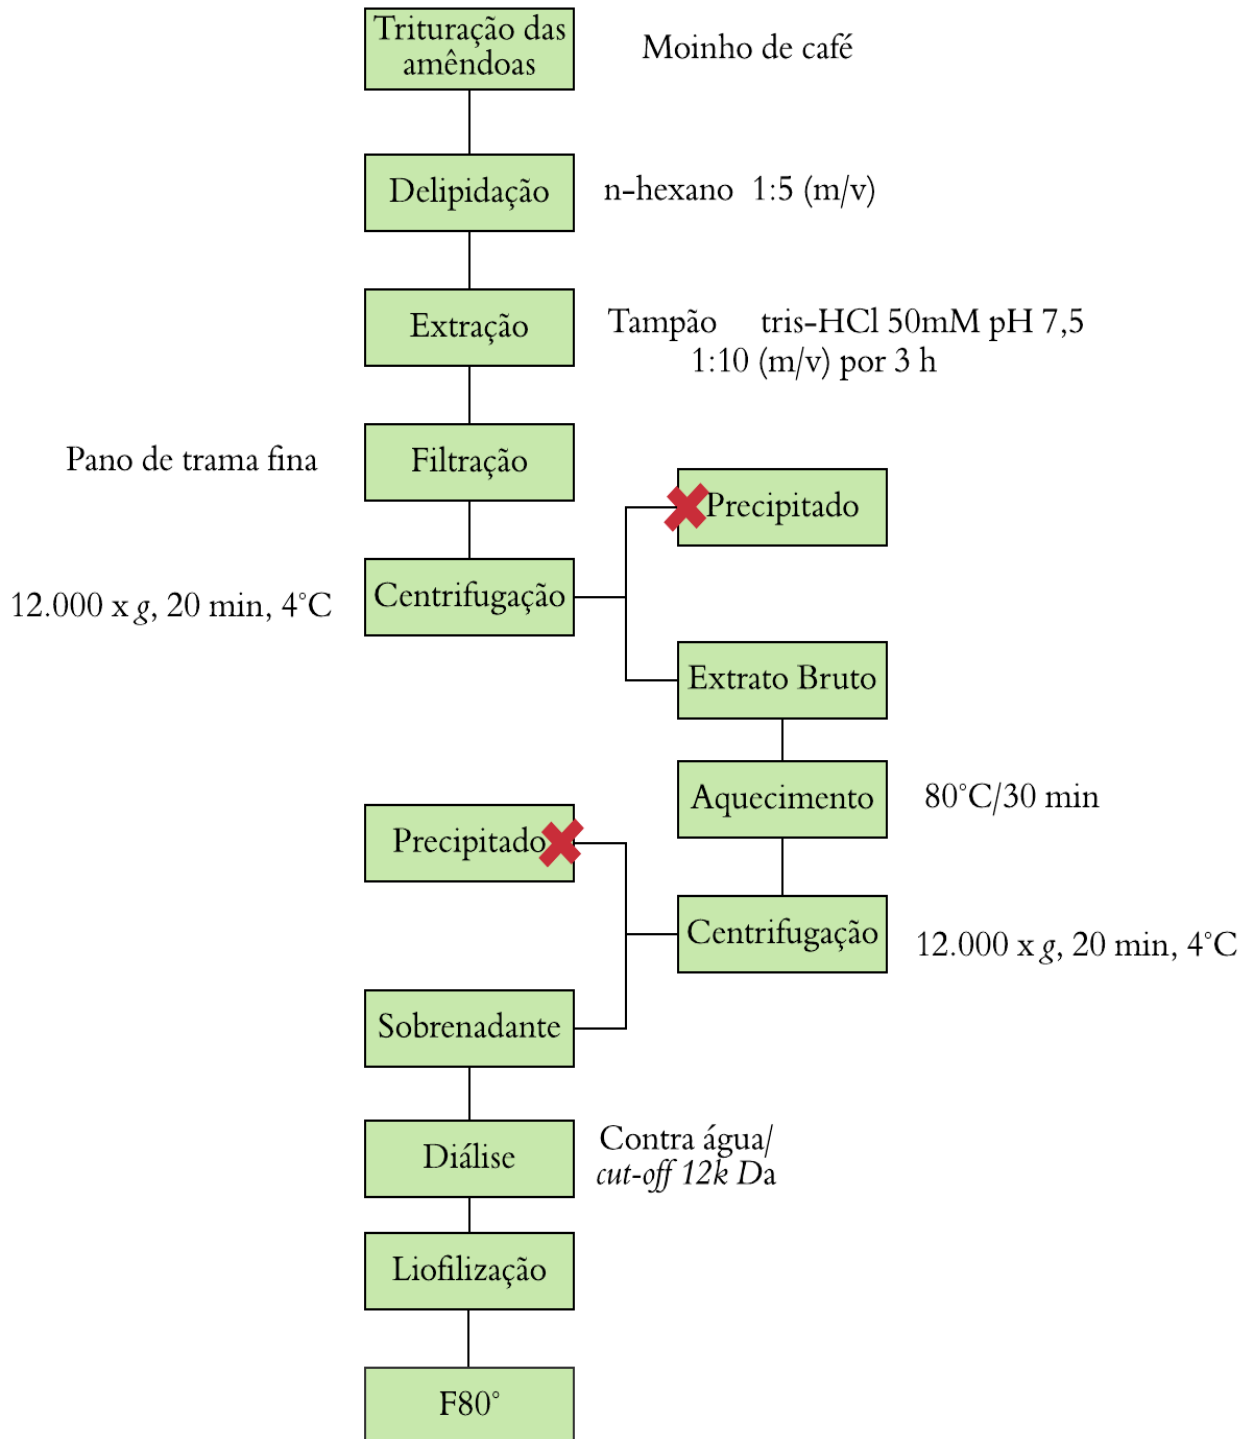 Trituração das
amêndoas
Moinho de café
Delipidação
n-hexano 1:5 (m/v)
Extração
Tampão tris-HCl 50mM pH 7,5
1:10 (m/v) por 3 h
Pano de trama fina
Filtração
Precipitado
12.000 x g, 20 min, 4°C
Centrifugação
Extrato Bruto
Aquecimento
80°C/30 min
Precipitado
Centrifugação
12.000 x g, 20 min, 4°C
Sobrenadante
Diálise
Contra água/
cut-off 12k Da
Liofilização
F80°